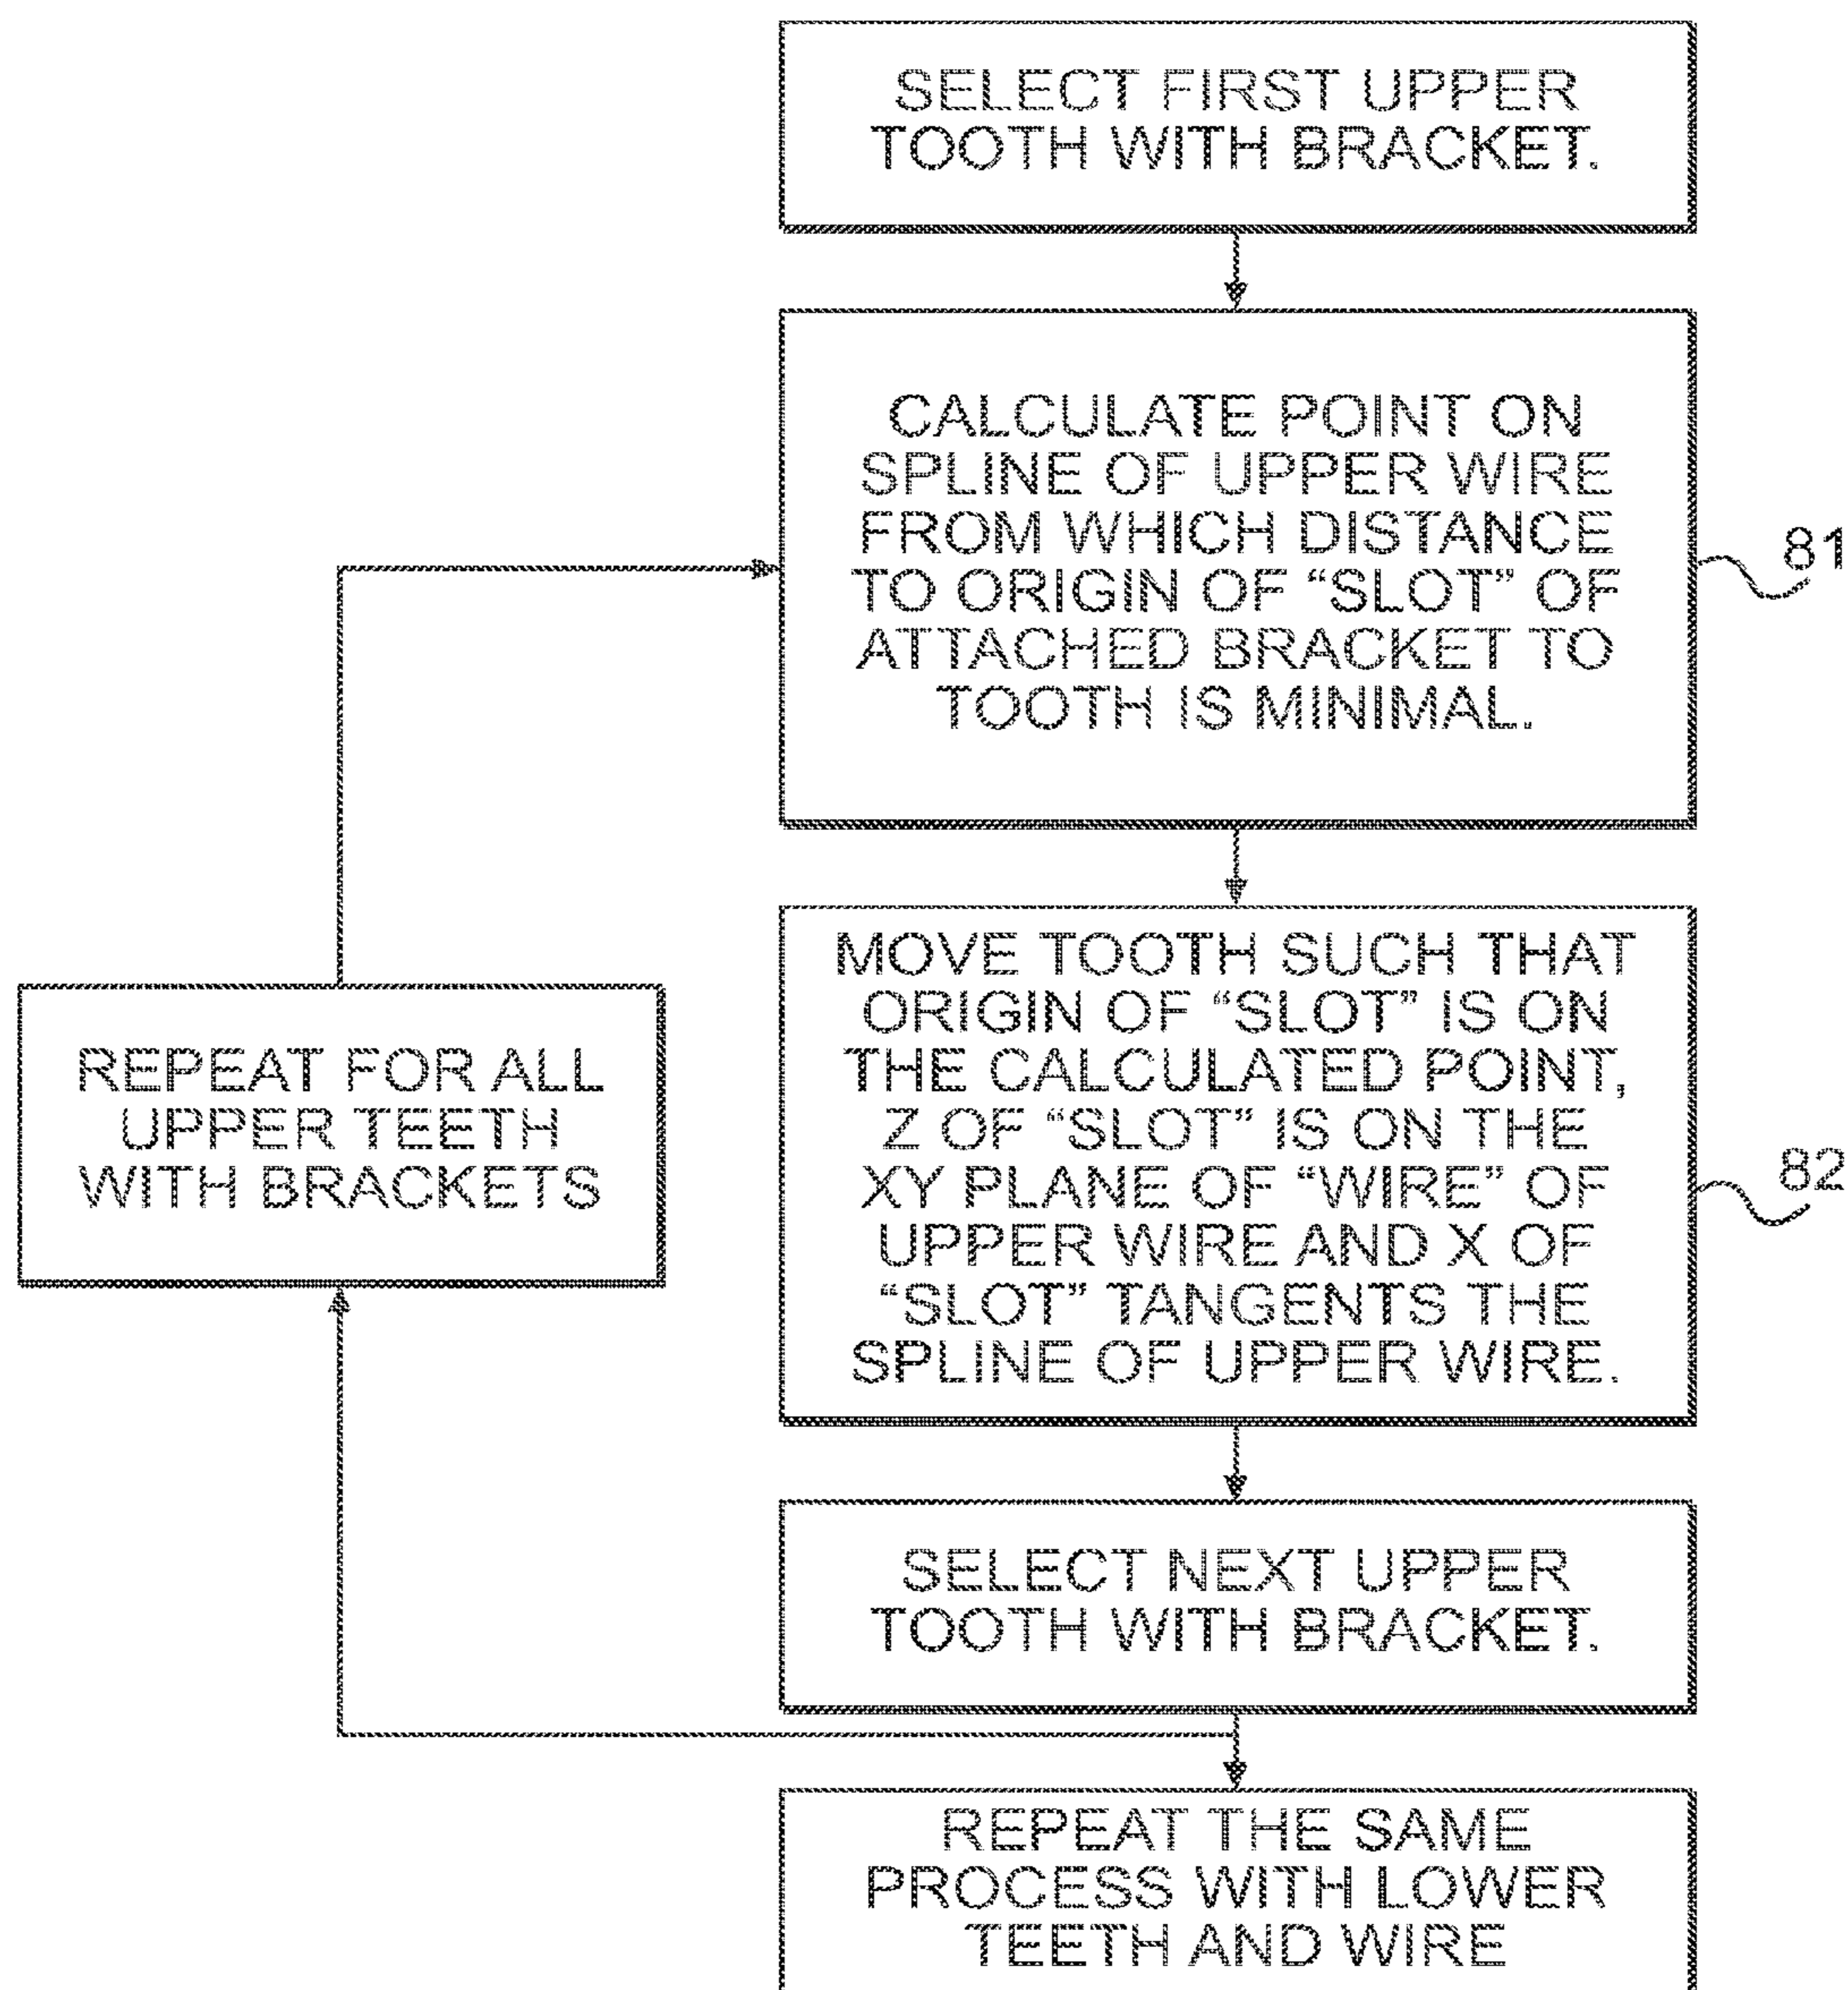 SELECT FIRST UPPER
TOOTH WITH BRACKET.
CALCULATE POINT ON
SPLINE OF UPPER WIRE
FROM WHICH DISTANCE
TO ORIGIN OF “SLOT” OF
ATTACHED BRACKET TO
TOOTH IS MINIMAL.
81
MOVE TOOTH SUCH THAT
ORIGIN OF “SLOT” IS ON
THE CALCULATED POINT,
Z OF “SLOT” IS ON THE
XY PLANE OF “WIRE” OF
UPPER WIRE AND X OF
“SLOT” TANGENTS THE
SPLINE OF UPPER WIRE.
82
REPEAT FOR ALL
UPPER TEETH
WITH BRACKETS
SELECT NEXT UPPER
TOOTH WITH BRACKET.
REPEAT THE SAME
PROCESS WITH LOWER
TEETH AND WIRE